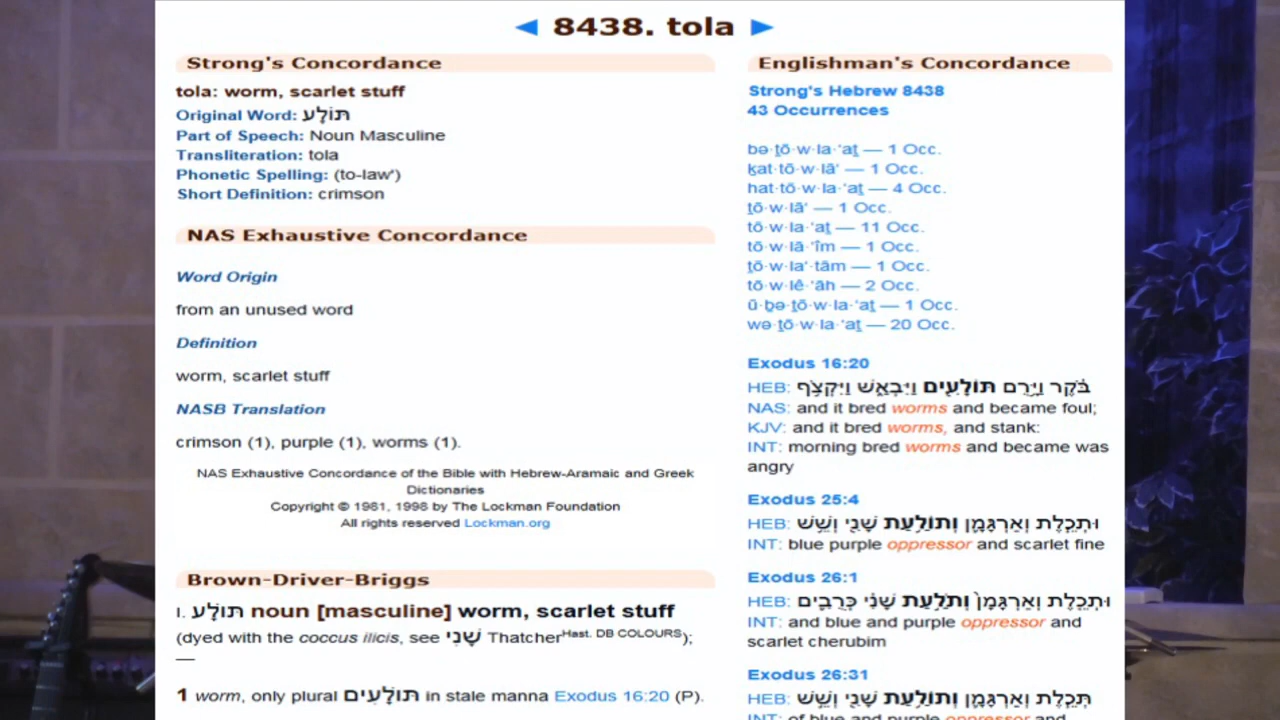 ◄ 8438. tola ►
Strong's Concordance
tola: worm, scarlet stuff
Original Word: תּוֹלָע
Part of Speech: Noun Masculine
Transliteration: tola
Phonetic Spelling: (to-law')
Short Definition: crimson
NAS Exhaustive Concordance
Word Origin
from an unused word
Definition
worm, scarlet stuff
NASB Translation
crimson (1), purple (1), worms (1).
NAS Exhaustive Concordance of the Bible with Hebrew-Aramaic and Greek
Dictionaries
Copyright © 1981, 1998 by The Lockman Foundation
All rights reserved Lockman.org
Brown-Driver-Briggs
I. תּוֹלָע noun [masculine] worm, scarlet stuff
(dyed with the coccus ilicis, see שָׁנִי Thatcher Hast. DB COLOURS);
—
1 worm, only plural תּוֹלָעִים in stale manna Exodus 16:20 (P).
Englishman's Concordance
Strong's Hebrew 8438
43 Occurrences
bə·ṯō·w·la·'aṯ — 1 Occ.
ḵat·tō·w·lā' — 1 Occ.
hat·tō·w·la·'aṯ — 4 Occ.
ṯō·w·lā' — 1 Occ.
tō·w·la·'aṯ — 11 Occ.
tō·w·lā·'îm — 1 Occ.
ṯō·w·la'·tām — 1 Occ.
tō·w·lê·'āh — 2 Occ.
ū·ḇə·ṯō·w·la·'aṯ — 1 Occ.
wə·ṯō·w·la·'aṯ — 20 Occ.
Exodus 16:20
HEB: בֹּ֔קֶר וַיָּ֥רֻם תּוֹלָעִ֖ים וַיִּבְאַ֑שׁ וַיִּקְצֹ֥ף
NAS: and it bred worms and became foul;
KJV: and it bred worms, and stank:
INT: morning bred worms and became was
angry
Exodus 25:4
HEB: וּתְכֵ֧לֶת וְאַרְגָּמָ֛ן וְתוֹלַ֥עַת שָׁנִ֖י וְשֵׁ֥שׁ
INT: blue purple oppressor and scarlet fine
Exodus 26:1
HEB: וּתְכֵ֤לֶת וְאַרְגָּמָן֙ וְתֹלַ֣עַת שָׁנִ֔י כְּרֻבִ֛ים
INT: and blue and purple oppressor and
scarlet cherubim
Exodus 26:31
HEB: תְּכֵ֧לֶת וְאַרְגָּמָ֛ן וְתוֹלַ֥עַת שָׁנִ֖י וְשֵׁ֣שׁ
INT: of blue and purple oppressor and